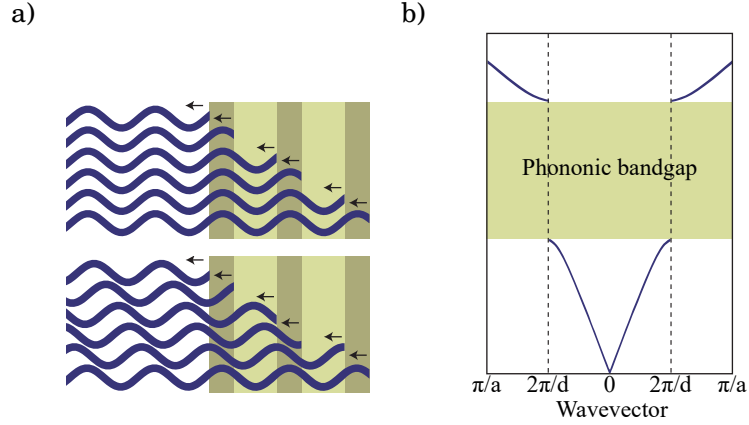 a)
b)
Phononic bandgap
π/a 2π/d 0 2π/d π/a
Wavevector